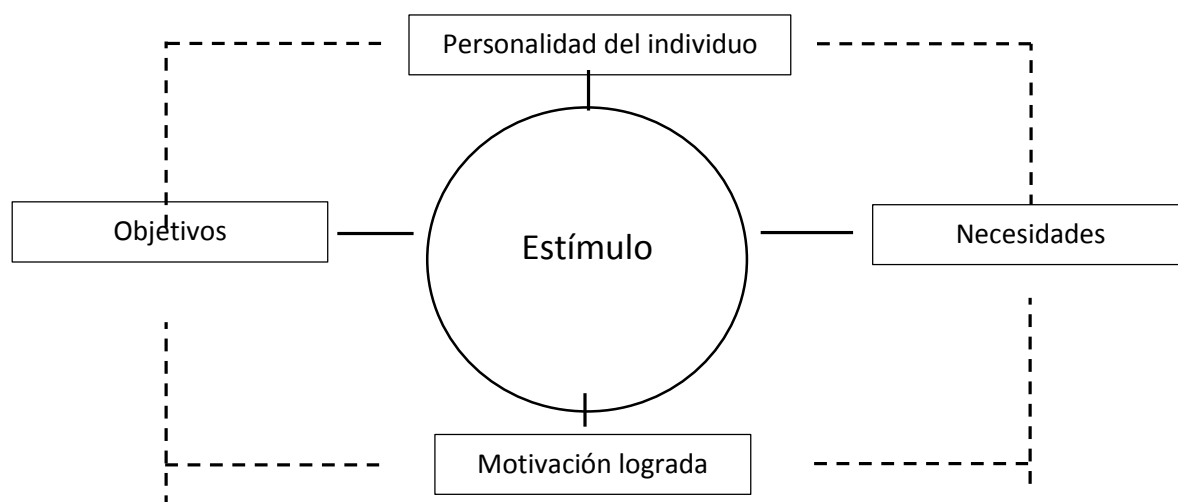 Personalidad del individuo
Objetivos
Estímulo
Necesidades
Motivación lograda